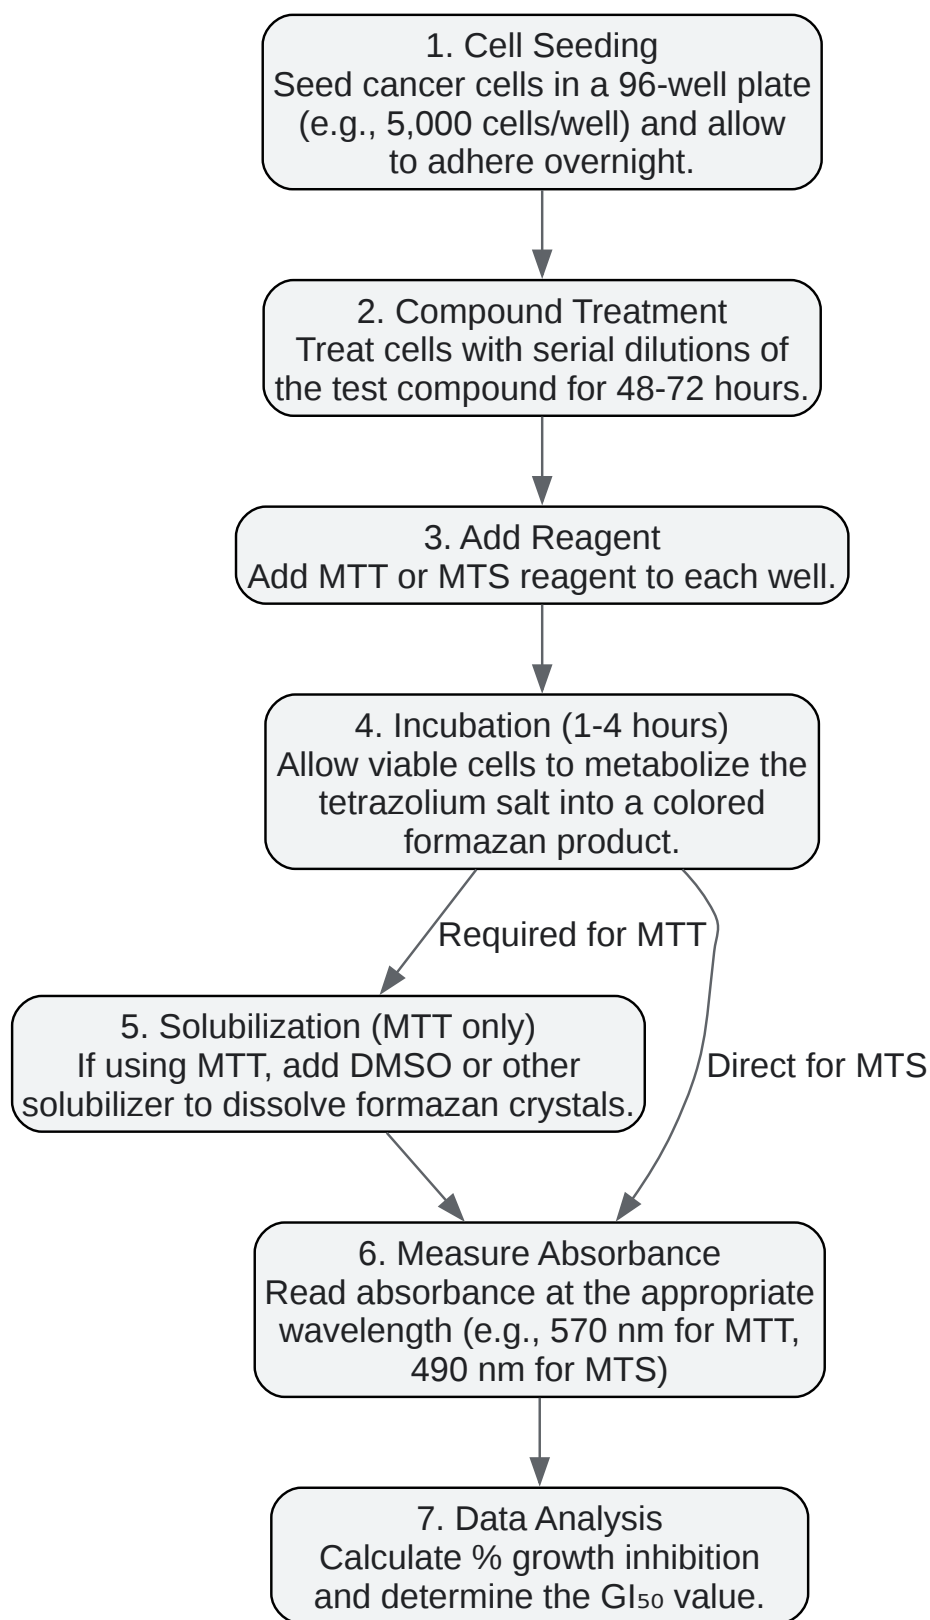 1. Cell Seeding
Seed cancer cells in a 96-well plate
(e.g., 5,000 cells/well) and allow
to adhere overnight.
2. Compound Treatment
Treat cells with serial dilutions of
the test compound for 48-72 hours.
3. Add Reagent
Add MTT or MTS reagent to each well.
4. Incubation (1-4 hours)
Allow viable cells to metabolize the
tetrazolium salt into a colored
formazan product.
Required for MTT
5. Solubilization (MTT only)
If using MTT, add DMSO or other
solubilizer to dissolve formazan crystals.
Direct for MTS
6. Measure Absorbance
Read absorbance at the appropriate
wavelength (e.g., 570 nm for MTT,
490 nm for MTS)
7. Data Analysis
Calculate % growth inhibition
and determine the GI₅₀ value.